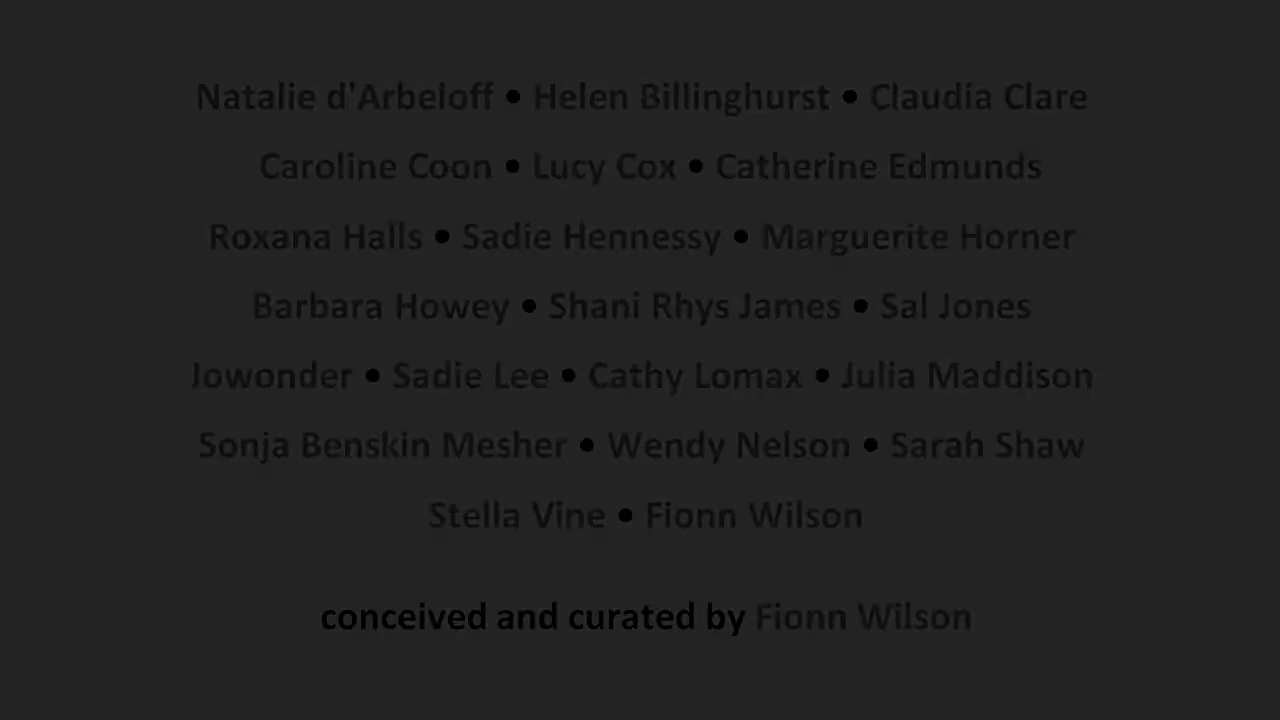 Natalie d'Arbeloff • Helen Billinghurst • Claudia Clare
Caroline Coon • Lucy Cox • Catherine Edmunds
Roxana Halls • Sadie Hennessy • Marguerite Horner
Barbara Howey • Shani Rhys James • Sal Jones
Jowonder • Sadie Lee • Cathy Lomax • Julia Maddison
Sonja Benskin Mesher • Wendy Nelson • Sarah Shaw
Stella Vine • Fionn Wilson
conceived and curated by Fionn Wilson